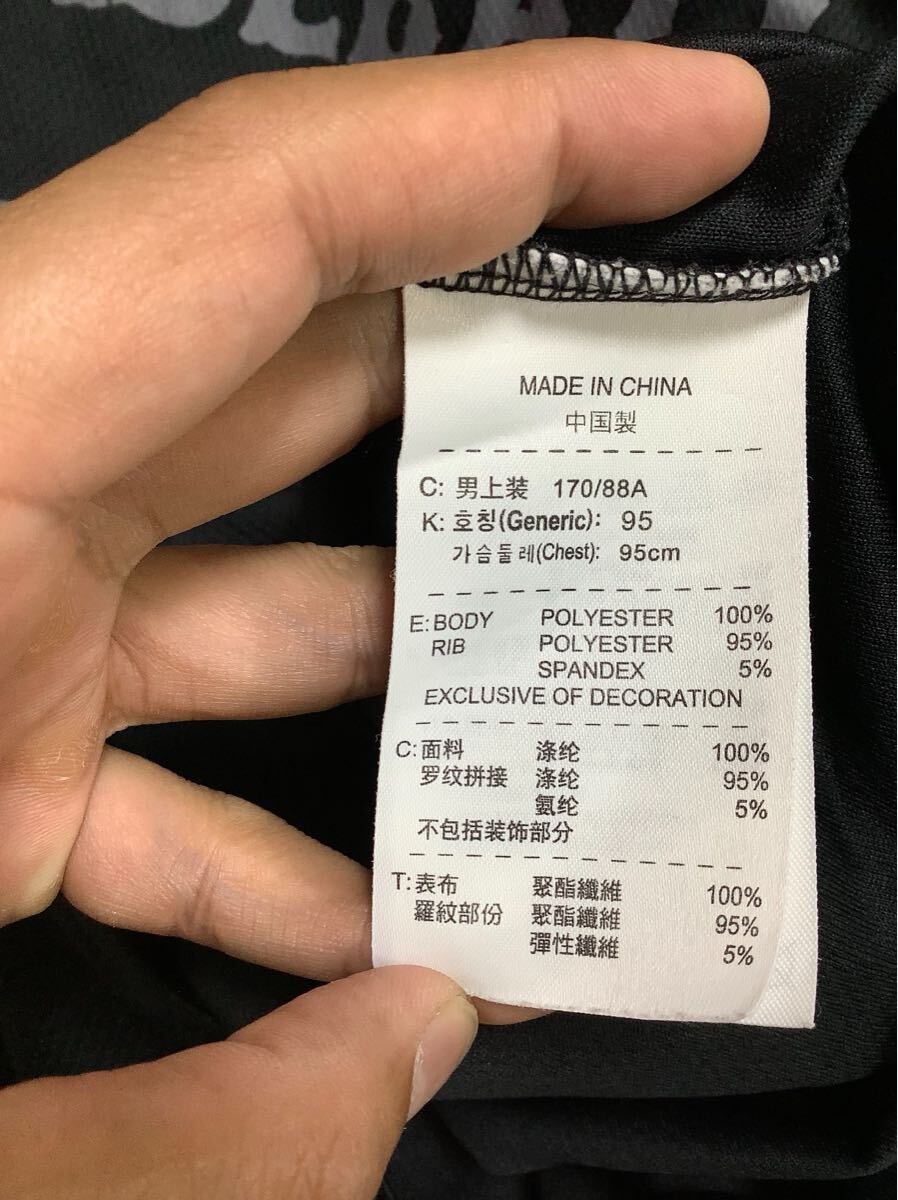 MADE IN CHINA
中国製
C: 男上装 170/88A
K: 호칭(Generic): 95
가슴둘레(Chest): 95cm
E: BODY POLYESTER 100%
RIB POLYESTER 95%
SPANDEX 5%
EXCLUSIVE OF DECORATION
C: 面料 涤纶 100%
罗纹拼接 涤纶 95%
氨纶 5%
不包括装饰部分
T: 表布 聚酯纖維 100%
羅紋部份 聚酯纖維 95%
彈性纖維 5%